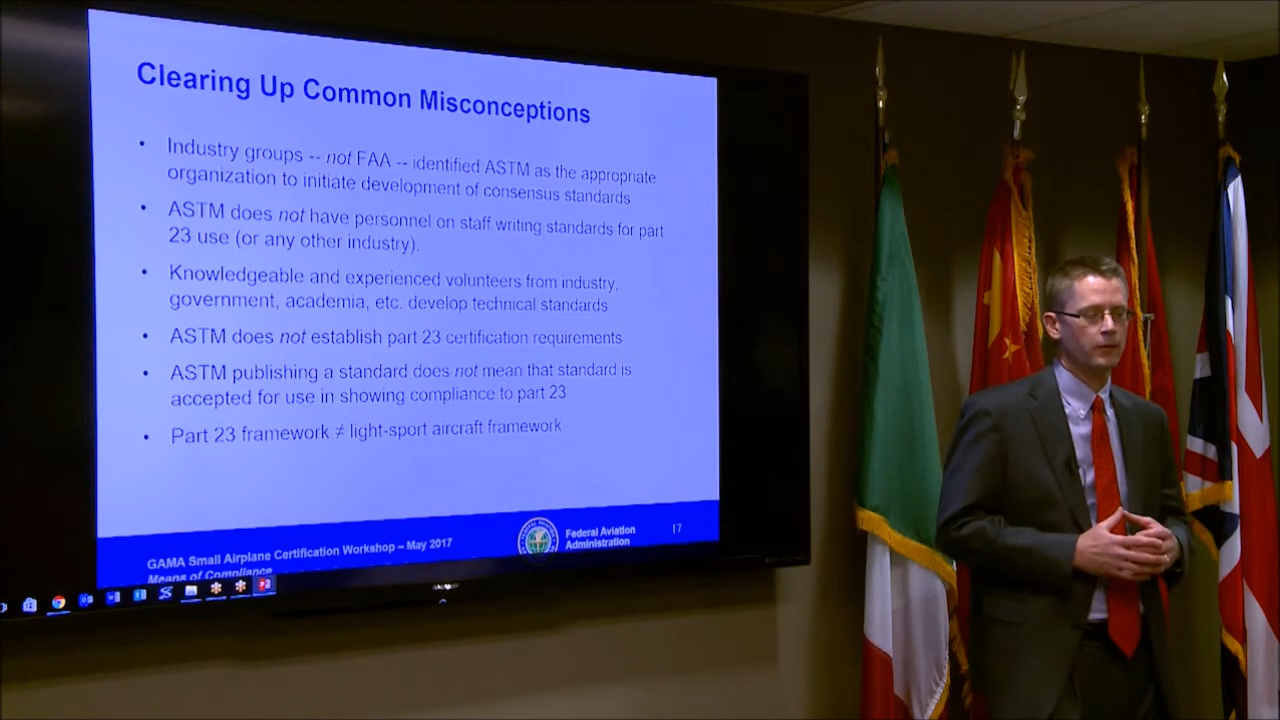 Clearing Up Common Misconceptions
• Industry groups -- not FAA -- identified ASTM as the appropriate
organization to initiate development of consensus standards
• ASTM does not have personnel on staff writing standards for part
23 use (or any other industry).
• Knowledgeable and experienced volunteers from industry,
government, academia, etc. develop technical standards
• ASTM does not establish part 23 certification requirements
• ASTM publishing a standard does not mean that standard is
accepted for use in showing compliance to part 23
• Part 23 framework ≠ light-sport aircraft framework
GAMA Small Airplane Certification Workshop – May 2017
Means of Compliance
Federal Aviation
Administration
17